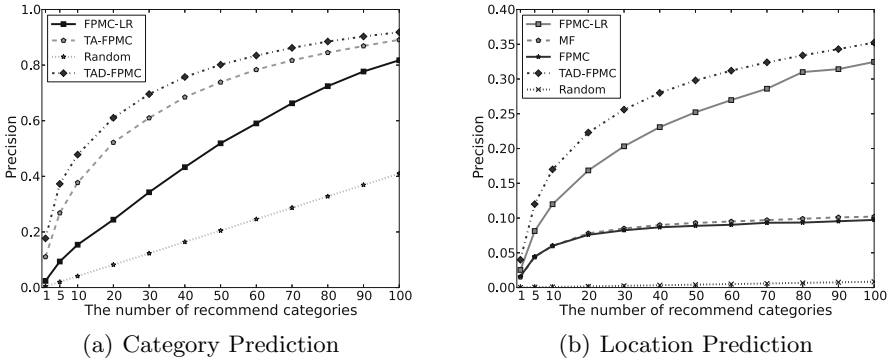 1.0
0.8
0.6
0.4
0.2
0.0
Precision
FPMC-LR
TA-FPMC
Random
TAD-FPMC
1 5 10 20 30 40 50 60 70 80 90 100
The number of recommend categories
(a) Category Prediction
0.40
0.35
0.30
0.25
0.20
0.15
0.10
0.05
0.00
Precision
FPMC-LR
MF
FPMC
TAD-FPMC
Random
1 5 10 20 30 40 50 60 70 80 90 100
The number of recommend categories
(b) Location Prediction